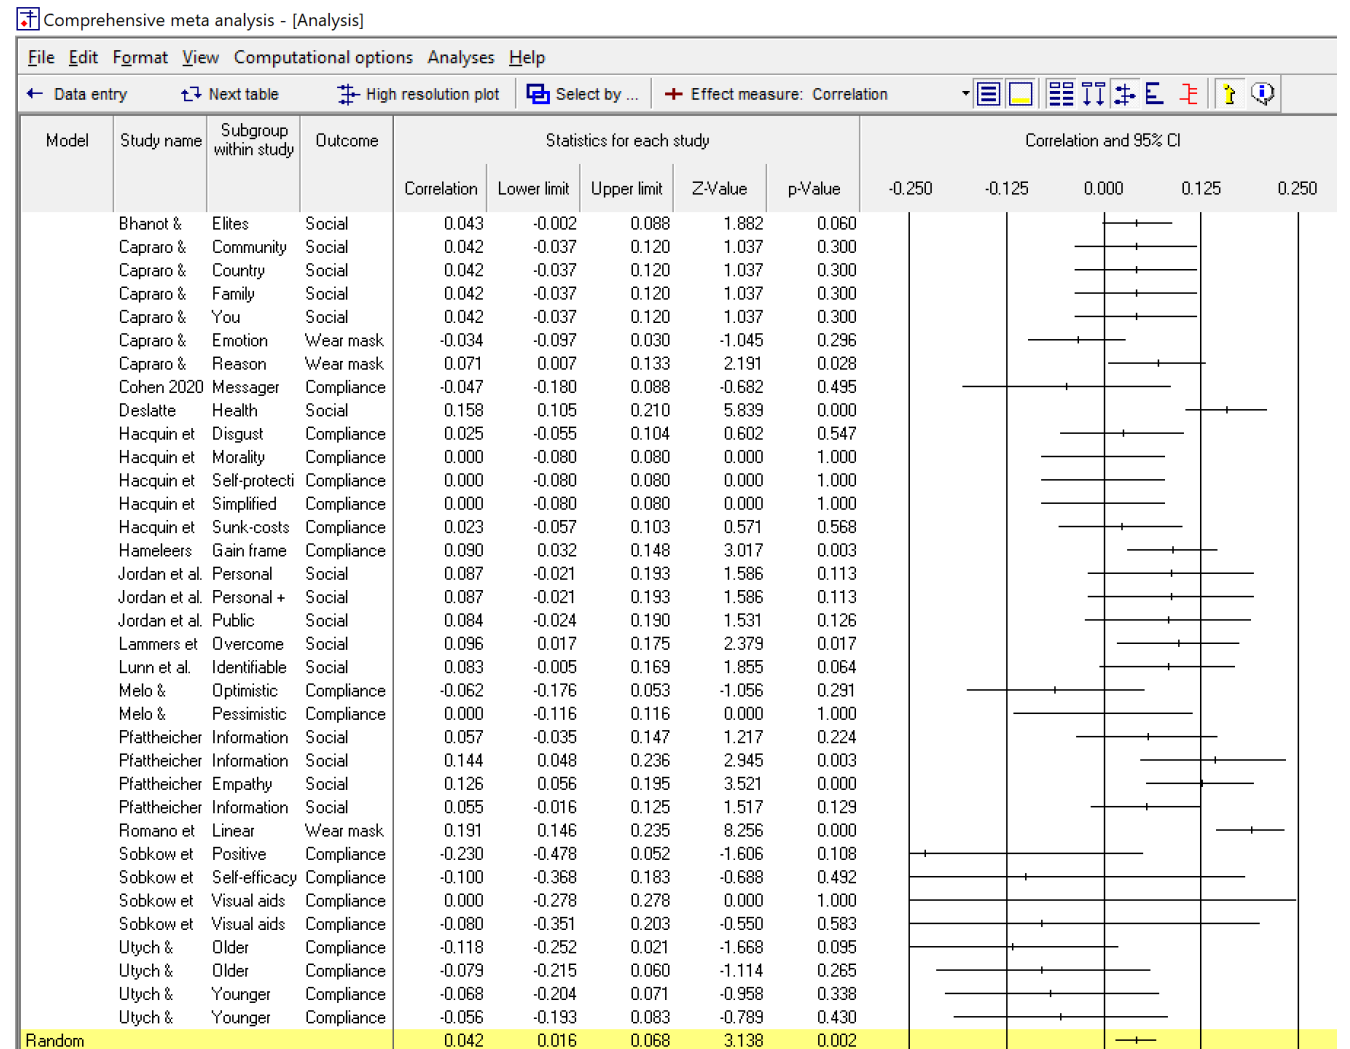 Comprehensive meta analysis - [Analysis]
File Edit Format View Computational options Analyses Help
Data entry Next table High resolution plot Select by ... Effect measure: Correlation
Model Study name Subgroup within study Outcome Statistics for each study Correlation and 95% CI
Correlation Lower limit Upper limit Z-Value p-Value -0.250 -0.125 0.000 0.125 0.250
Bhanot & Elites Social 0.043 -0.002 0.088 1.882 0.060
Capraro & Community Social 0.042 -0.037 0.120 1.037 0.300
Capraro & Country Social 0.042 -0.037 0.120 1.037 0.300
Capraro & Family Social 0.042 -0.037 0.120 1.037 0.300
Capraro & You Social 0.042 -0.037 0.120 1.037 0.300
Capraro & Emotion Wear mask -0.034 -0.097 0.030 -1.045 0.296
Capraro & Reason Wear mask 0.071 0.007 0.133 2.191 0.028
Cohen 2020 Messager Compliance -0.047 -0.180 0.088 -0.682 0.495
Deslatte Health Social 0.158 0.105 0.210 5.839 0.000
Hacquin et Disgust Compliance 0.025 -0.055 0.104 0.602 0.547
Hacquin et Morality Compliance 0.000 -0.080 0.080 0.000 1.000
Hacquin et Self-protecti Compliance 0.000 -0.080 0.080 0.000 1.000
Hacquin et Simplified Compliance 0.000 -0.080 0.080 0.000 1.000
Hacquin et Sunk-costs Compliance 0.023 -0.057 0.103 0.571 0.568
Hameleers Gain frame Compliance 0.090 0.032 0.148 3.017 0.003
Jordan et al. Personal Social 0.087 -0.021 0.193 1.586 0.113
Jordan et al. Personal + Social 0.087 -0.021 0.193 1.586 0.113
Jordan et al. Public Social 0.084 -0.024 0.190 1.531 0.126
Lammers et Overcome Social 0.096 0.017 0.175 2.379 0.017
Lunn et al. Identifiable Social 0.083 -0.005 0.169 1.855 0.064
Melo & Optimistic Compliance -0.062 -0.176 0.053 -1.056 0.291
Melo & Pessimistic Compliance 0.000 -0.116 0.116 0.000 1.000
Pfattheicher Information Social 0.057 -0.035 0.147 1.217 0.224
Pfattheicher Information Social 0.144 0.048 0.236 2.945 0.003
Pfattheicher Empathy Social 0.126 0.056 0.195 3.521 0.000
Pfattheicher Information Social 0.055 -0.016 0.125 1.517 0.129
Romano et Linear Wear mask 0.191 0.146 0.235 8.256 0.000
Sobkow et Positive Compliance -0.230 -0.478 0.052 -1.606 0.108
Sobkow et Self-efficacy Compliance -0.100 -0.368 0.183 -0.688 0.492
Sobkow et Visual aids Compliance 0.000 -0.278 0.278 0.000 1.000
Sobkow et Visual aids Compliance -0.080 -0.351 0.203 -0.550 0.583
Utych & Older Compliance -0.118 -0.252 0.021 -1.668 0.095
Utych & Older Compliance -0.079 -0.215 0.060 -1.114 0.265
Utych & Younger Compliance -0.068 -0.204 0.071 -0.958 0.338
Utych & Younger Compliance -0.056 -0.193 0.083 -0.789 0.430
Random 0.042 0.016 0.068 3.138 0.002